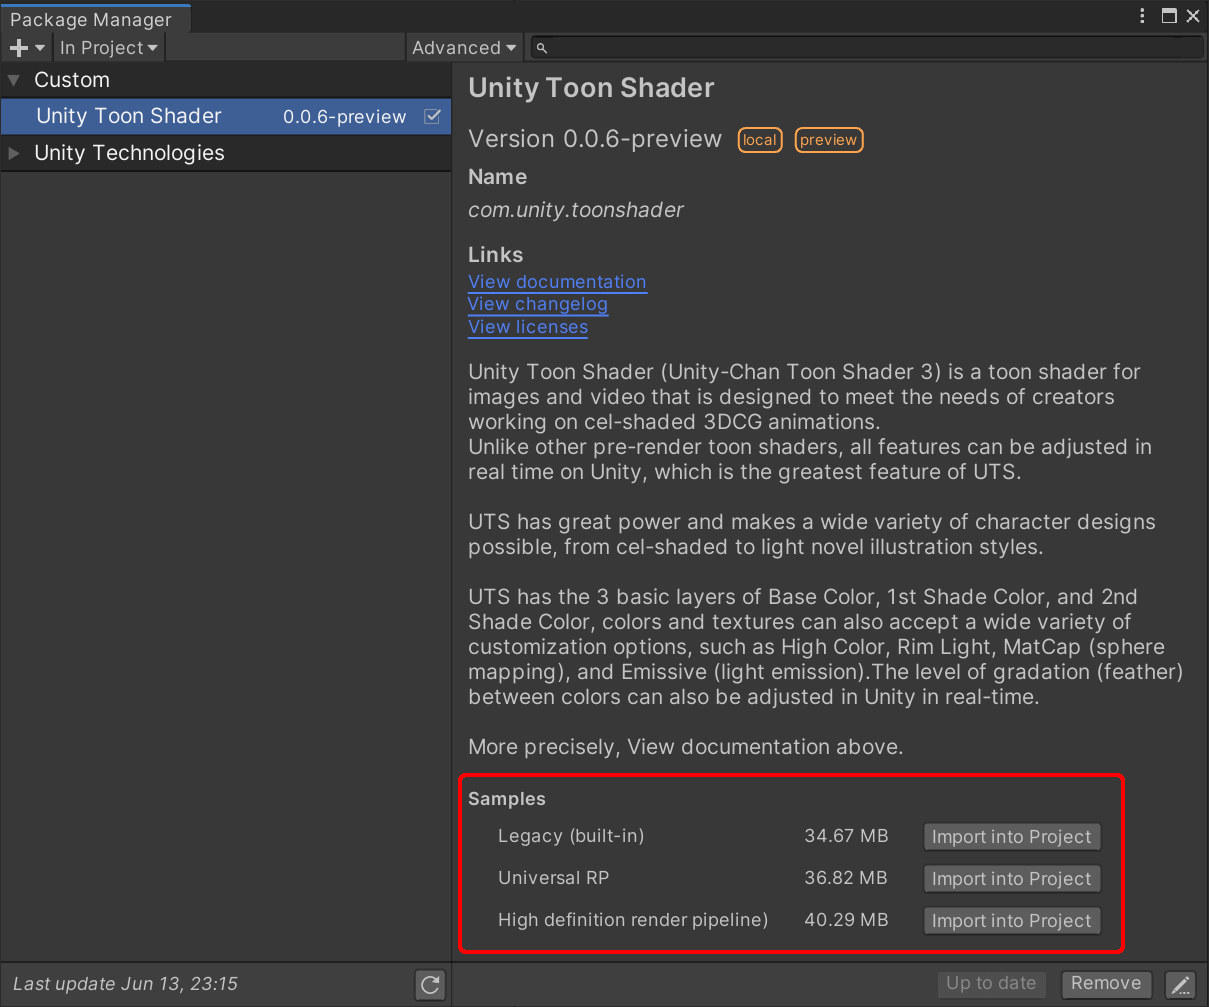 Package Manager
In Project
Advanced
Custom
Unity Toon Shader 0.0.6-preview
Unity Technologies
Unity Toon Shader
Version 0.0.6-preview local preview
Name
com.unity.toonshader
Links
View documentation
View changelog
View licenses
Unity Toon Shader (Unity-Chan Toon Shader 3) is a toon shader for
images and video that is designed to meet the needs of creators
working on cel-shaded 3DCG animations.
Unlike other pre-render toon shaders, all features can be adjusted in
real time on Unity, which is the greatest feature of UTS.
UTS has great power and makes a wide variety of character designs
possible, from cel-shaded to light novel illustration styles.
UTS has the 3 basic layers of Base Color, 1st Shade Color, and 2nd
Shade Color, colors and textures can also accept a wide variety of
customization options, such as High Color, Rim Light, MatCap (sphere
mapping), and Emissive (light emission).The level of gradation (feather)
between colors can also be adjusted in Unity in real-time.
More precisely, View documentation above.
Samples
Legacy (built-in) 34.67 MB Import into Project
Universal RP 36.82 MB Import into Project
High definition render pipeline) 40.29 MB Import into Project
Last update Jun 13, 23:15
Up to date Remove